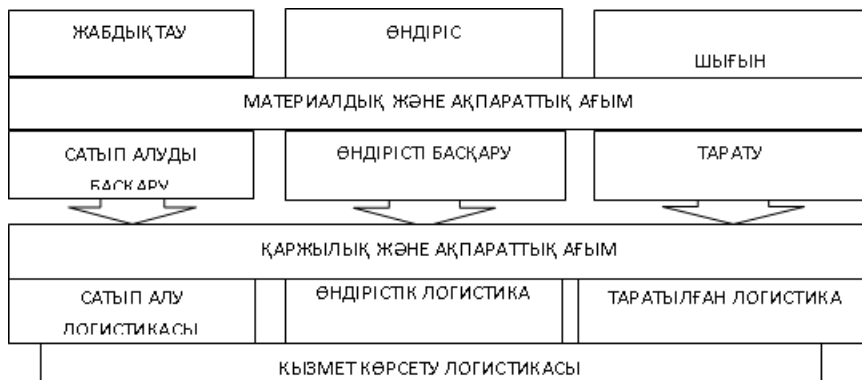 ЖАБДЫҚТАУ
ӨНДІРІС
ШЫҒЫН
МАТЕРИАЛДЫҚ ЖӘНЕ АҚПАРАТТЫҚ АҒЫМ
САТЫП АЛУДЫ
БАСҚАРУ
ӨНДІРІСТІ БАСҚАРУ
ТАРАТУ
ҚАРЖЫЛЫҚ ЖӘНЕ АҚПАРАТТЫҚ АҒЫМ
САТЫП АЛУ
ЛОГИСТИКАСЫ
ӨНДІРІСТІК ЛОГИСТИКА
ТАРАТЫЛҒАН ЛОГИСТИКА
ҚЫЗМЕТ КӨРСЕТУ ЛОГИСТИКАСЫ